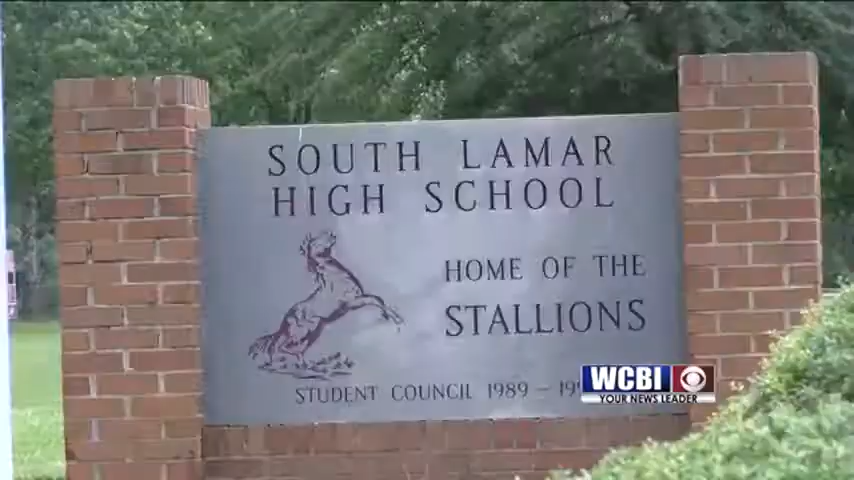 SOUTH LAMAR
HIGH SCHOOL
HOME OF THE
STALLIONS
STUDENT COUNCIL 1989 –
WCBI
YOUR NEWS LEADER